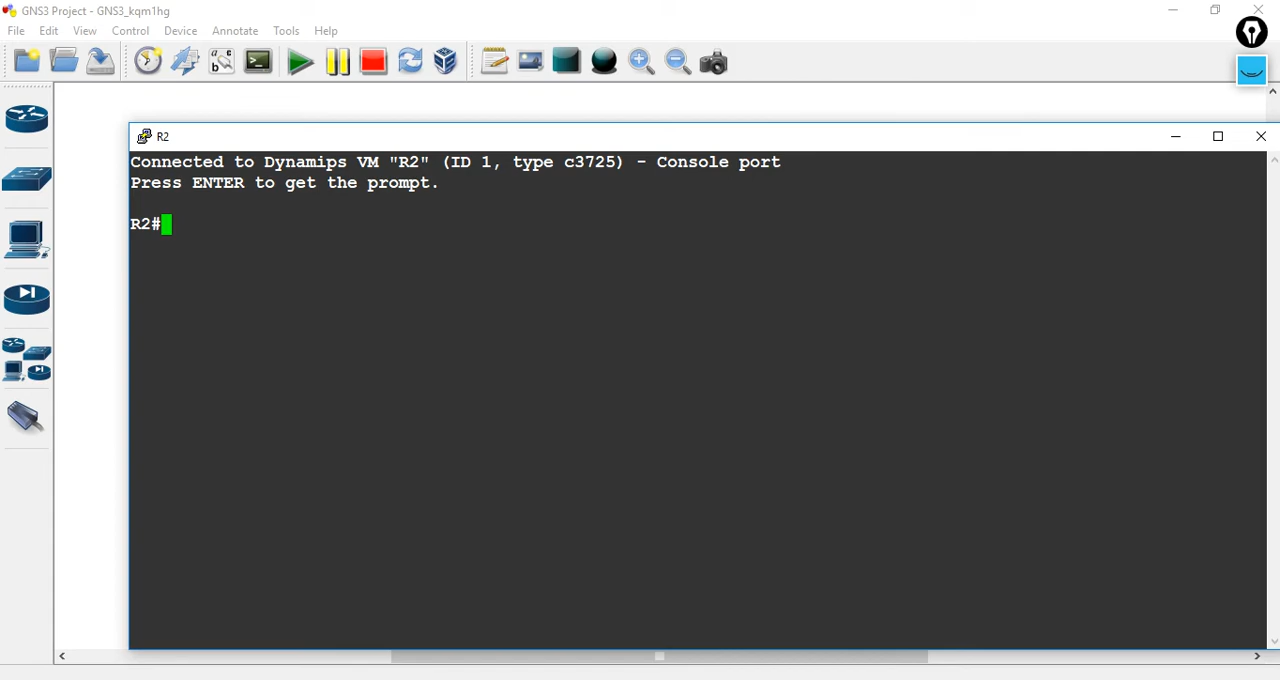 GNS3 Project - GNS3_kqm1hg
File Edit View Control Device Annotate Tools Help
R2
Connected to Dynamips VM "R2" (ID 1, type c3725) - Console port
Press ENTER to get the prompt.
R2#